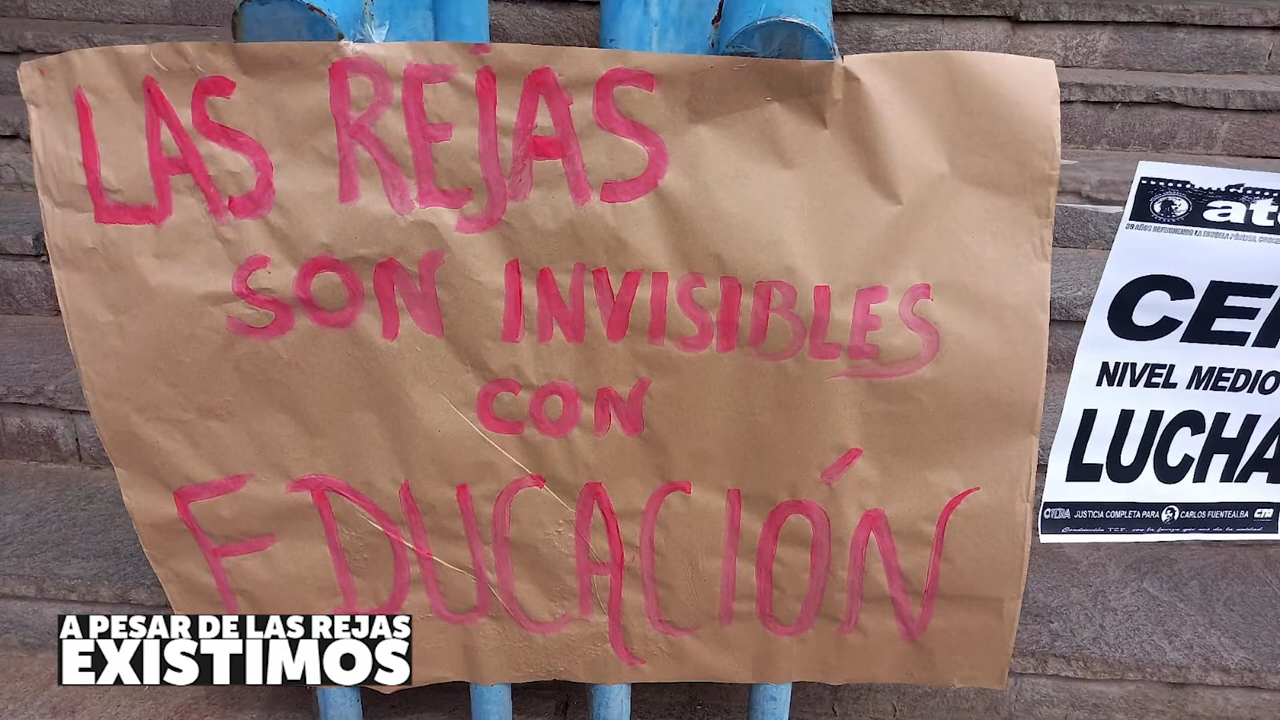 LAS REJAS
SON INVISIBLES
CON
EDUCACIÓN
A PESAR DE LAS REJAS
EXISTIMOS
NIVEL MEDIO
LUCHA
JUSTICIA COMPLETA PARA CARLOS FUENTEALBA